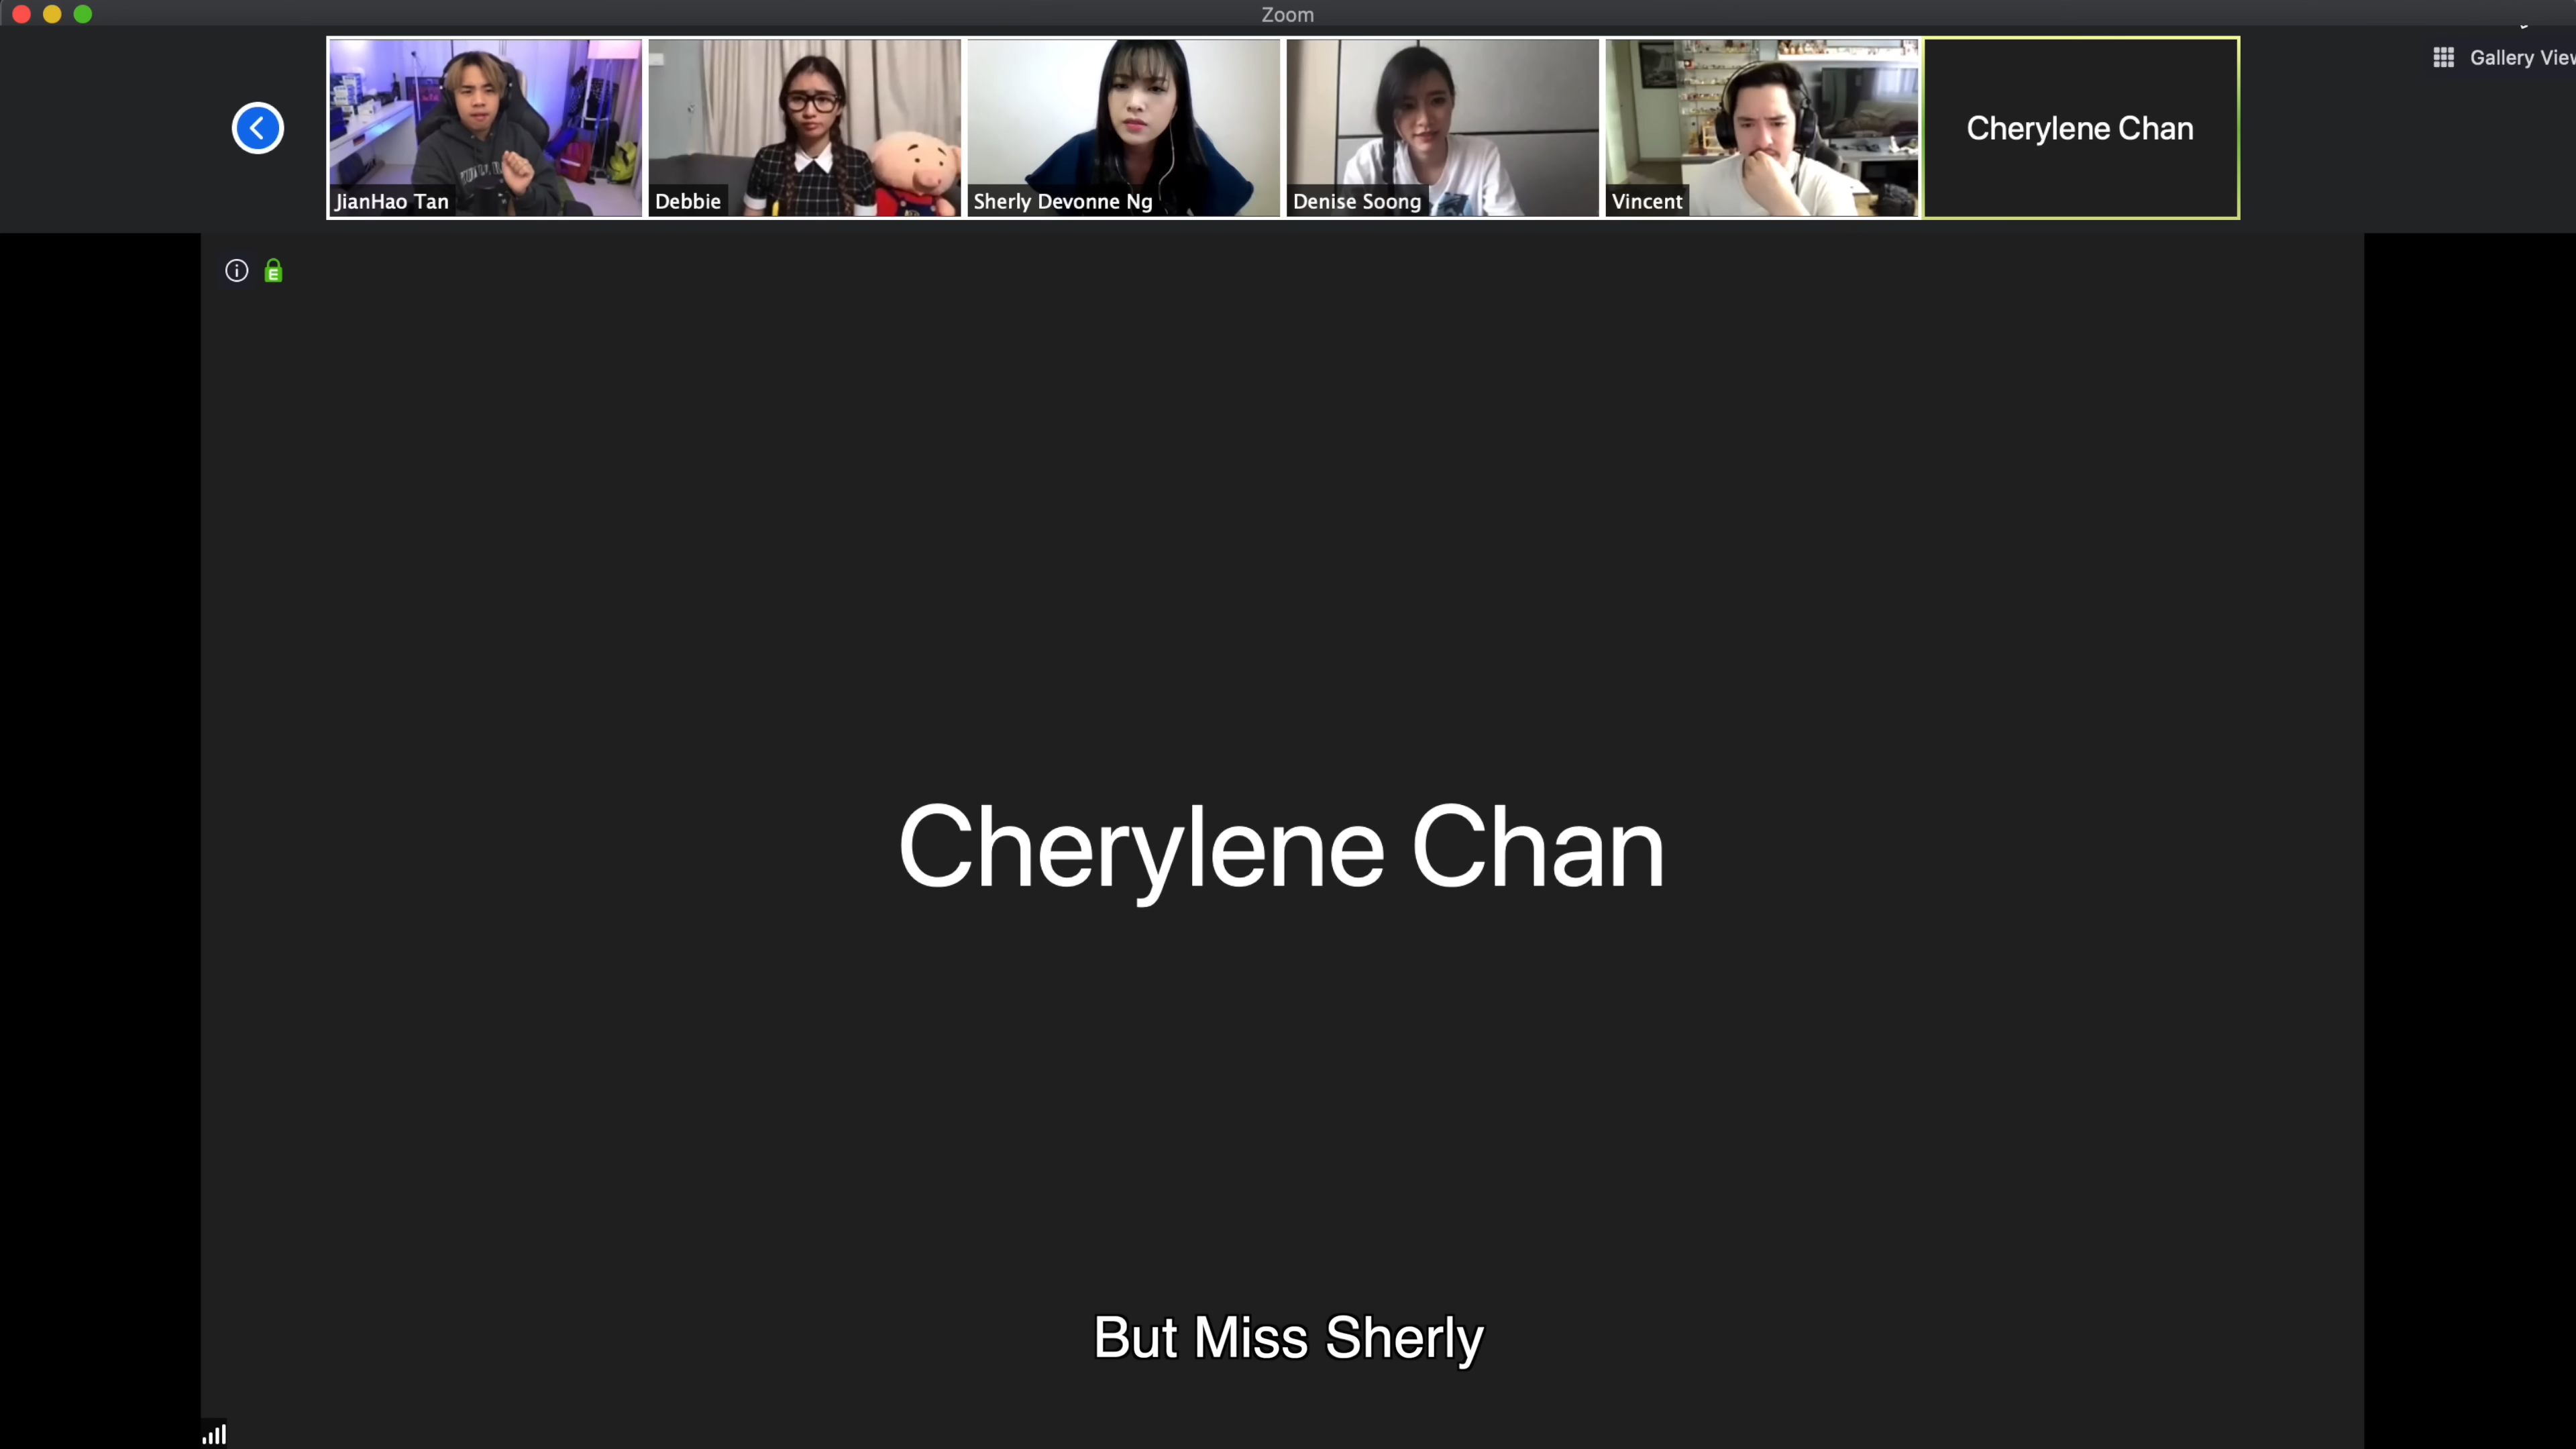 Zoom
Gallery View
JianHao Tan
Debbie
Sherly Devonne Ng
Denise Soong
Vincent
Cherylene Chan
E
Cherylene Chan
But Miss Sherly